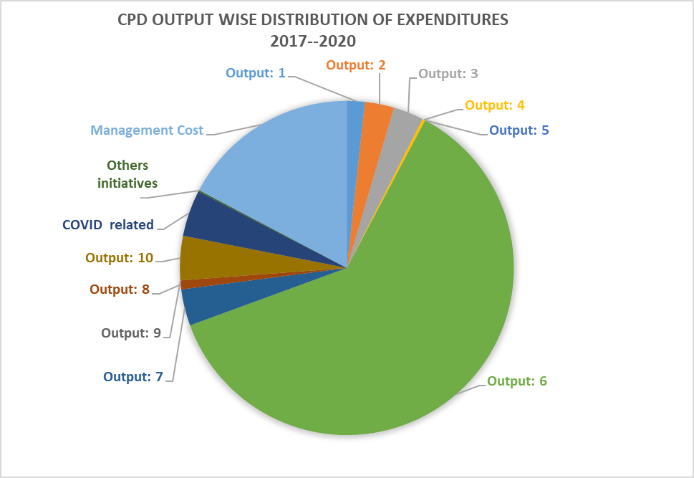 CPD OUTPUT WISE DISTRIBUTION OF EXPENDITURES
2017--2020
Output: 1
Output: 2
Output: 3
Output: 4
Output: 5
Output: 6
Output: 7
Output: 9
Output: 8
Output: 10
COVID  related
Others
initiatives
Management Cost